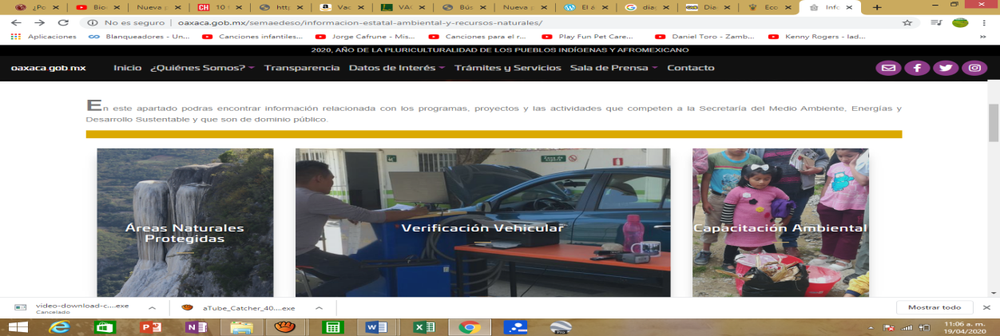 ¿Po
Bio
Nueva p
10
htt
Vac
VA
Bús
Nueva
El á
dia
Dia
Ecc
Info
No es seguro | oaxaca.gob.mx/semaedeso/informacion-estatal-ambiental-y-recursos-naturales/
Aplicaciones Blanqueadores - Un... Canciones infantiles... Jorge Cafrune - Mis... Canciones para el r... Play Fun Pet Care... Daniel Toro - Zamb... Kenny Rogers - lad...
2020, AÑO DE LA PLURICULTURALIDAD DE LOS PUEBLOS INDÍGENAS Y AFROMEXICANO
oaxaca gob mx Inicio ¿Quiénes Somos? Transparencia Datos de Interés Trámites y Servicios Sala de Prensa Contacto
En este apartado podras encontrar información relacionada con los programas, proyectos y las actividades que competen a la Secretaría del Medio Ambiente, Energías y
Desarrollo Sustentable y que son de dominio público.
Áreas Naturales
Protegidas
Verificación Vehicular
Capacitación Ambiental
video-download-c....exe
Cancelado
aTube_Catcher_40....exe
Mostrar todo
11:06 a. m.
19/04/2020